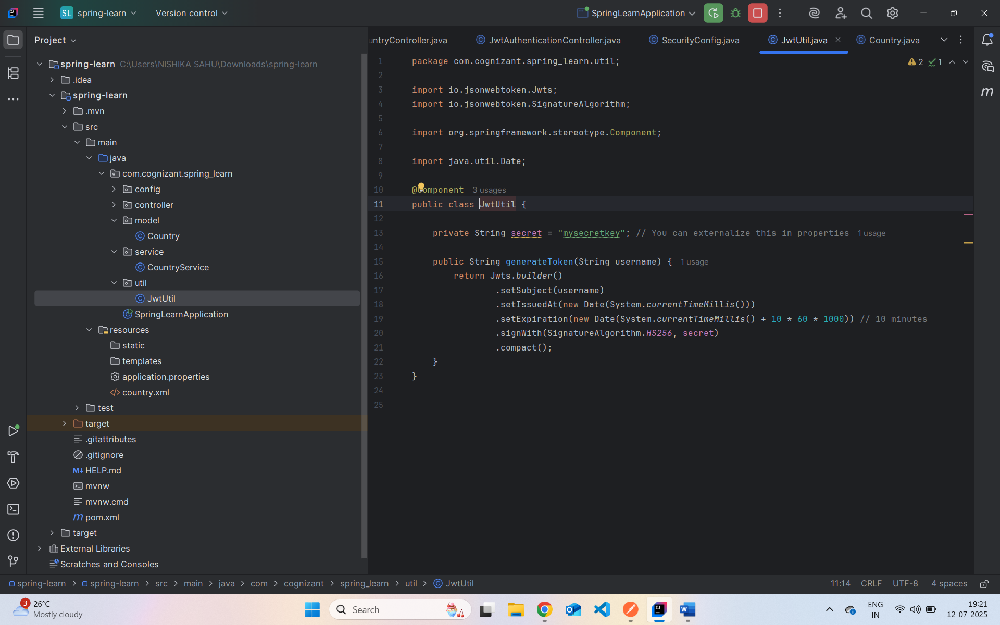 SL spring-learn Version control SpringLearnApplication
Project
spring-learn C:\Users\NISHIKA SAHU\Downloads\spring-learn
.idea
spring-learn
.mvn
src
main
java
com.cognizant.spring_learn
config
controller
model
Country
service
CountryService
util
JwtUtil
SpringLearnApplication
resources
static
templates
application.properties
country.xml
test
target
.gitattributes
.gitignore
HELP.md
mvnw
mvnw.cmd
pom.xml
target
External Libraries
Scratches and Consoles
untryController.java JwtAuthenticationController.java SecurityConfig.java JwtUtil.java Country.java
2 1
1 package com.cognizant.spring_learn.util;
2
3 import io.jsonwebtoken.Jwts;
4 import io.jsonwebtoken.SignatureAlgorithm;
5
6 import org.springframework.stereotype.Component;
7
8 import java.util.Date;
9
10 @Component 3 usages
11 public class JwtUtil {
12
13 private String secret = "mysecretkey"; // You can externalize this in properties 1 usage
14
15 public String generateToken(String username) { 1 usage
16 return Jwts.builder()
17 .setSubject(username)
18 .setIssuedAt(new Date(System.currentTimeMillis()))
19 .setExpiration(new Date(System.currentTimeMillis() + 10 * 60 * 1000)) // 10 minutes
20 .signWith(SignatureAlgorithm.HS256, secret)
21 .compact();
22 }
23 }
24
25
spring-learn > spring-learn > src > main > java > com > cognizant > spring_learn > util > JwtUtil 11:14 CRLF UTF-8 4 spaces
3 26°C
Mostly cloudy
Search
ENG
IN
19:21
12-07-2025